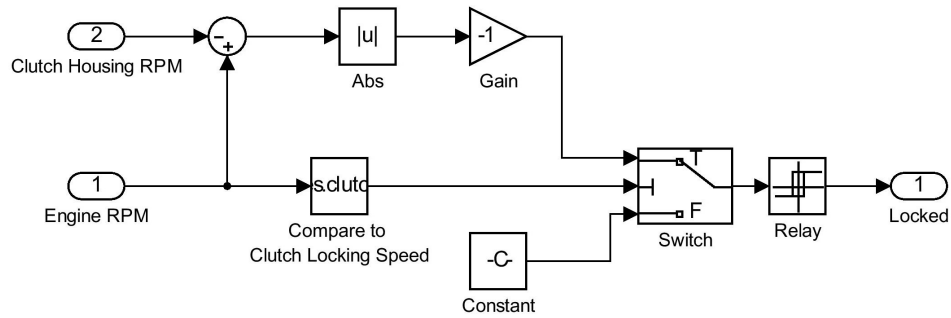 2
Clutch Housing RPM
|u|
Abs
-1
Gain
1
Engine RPM
s.clutc
Compare to
Clutch Locking Speed
-C-
Constant
T
F
Switch
Relay
1
Locked